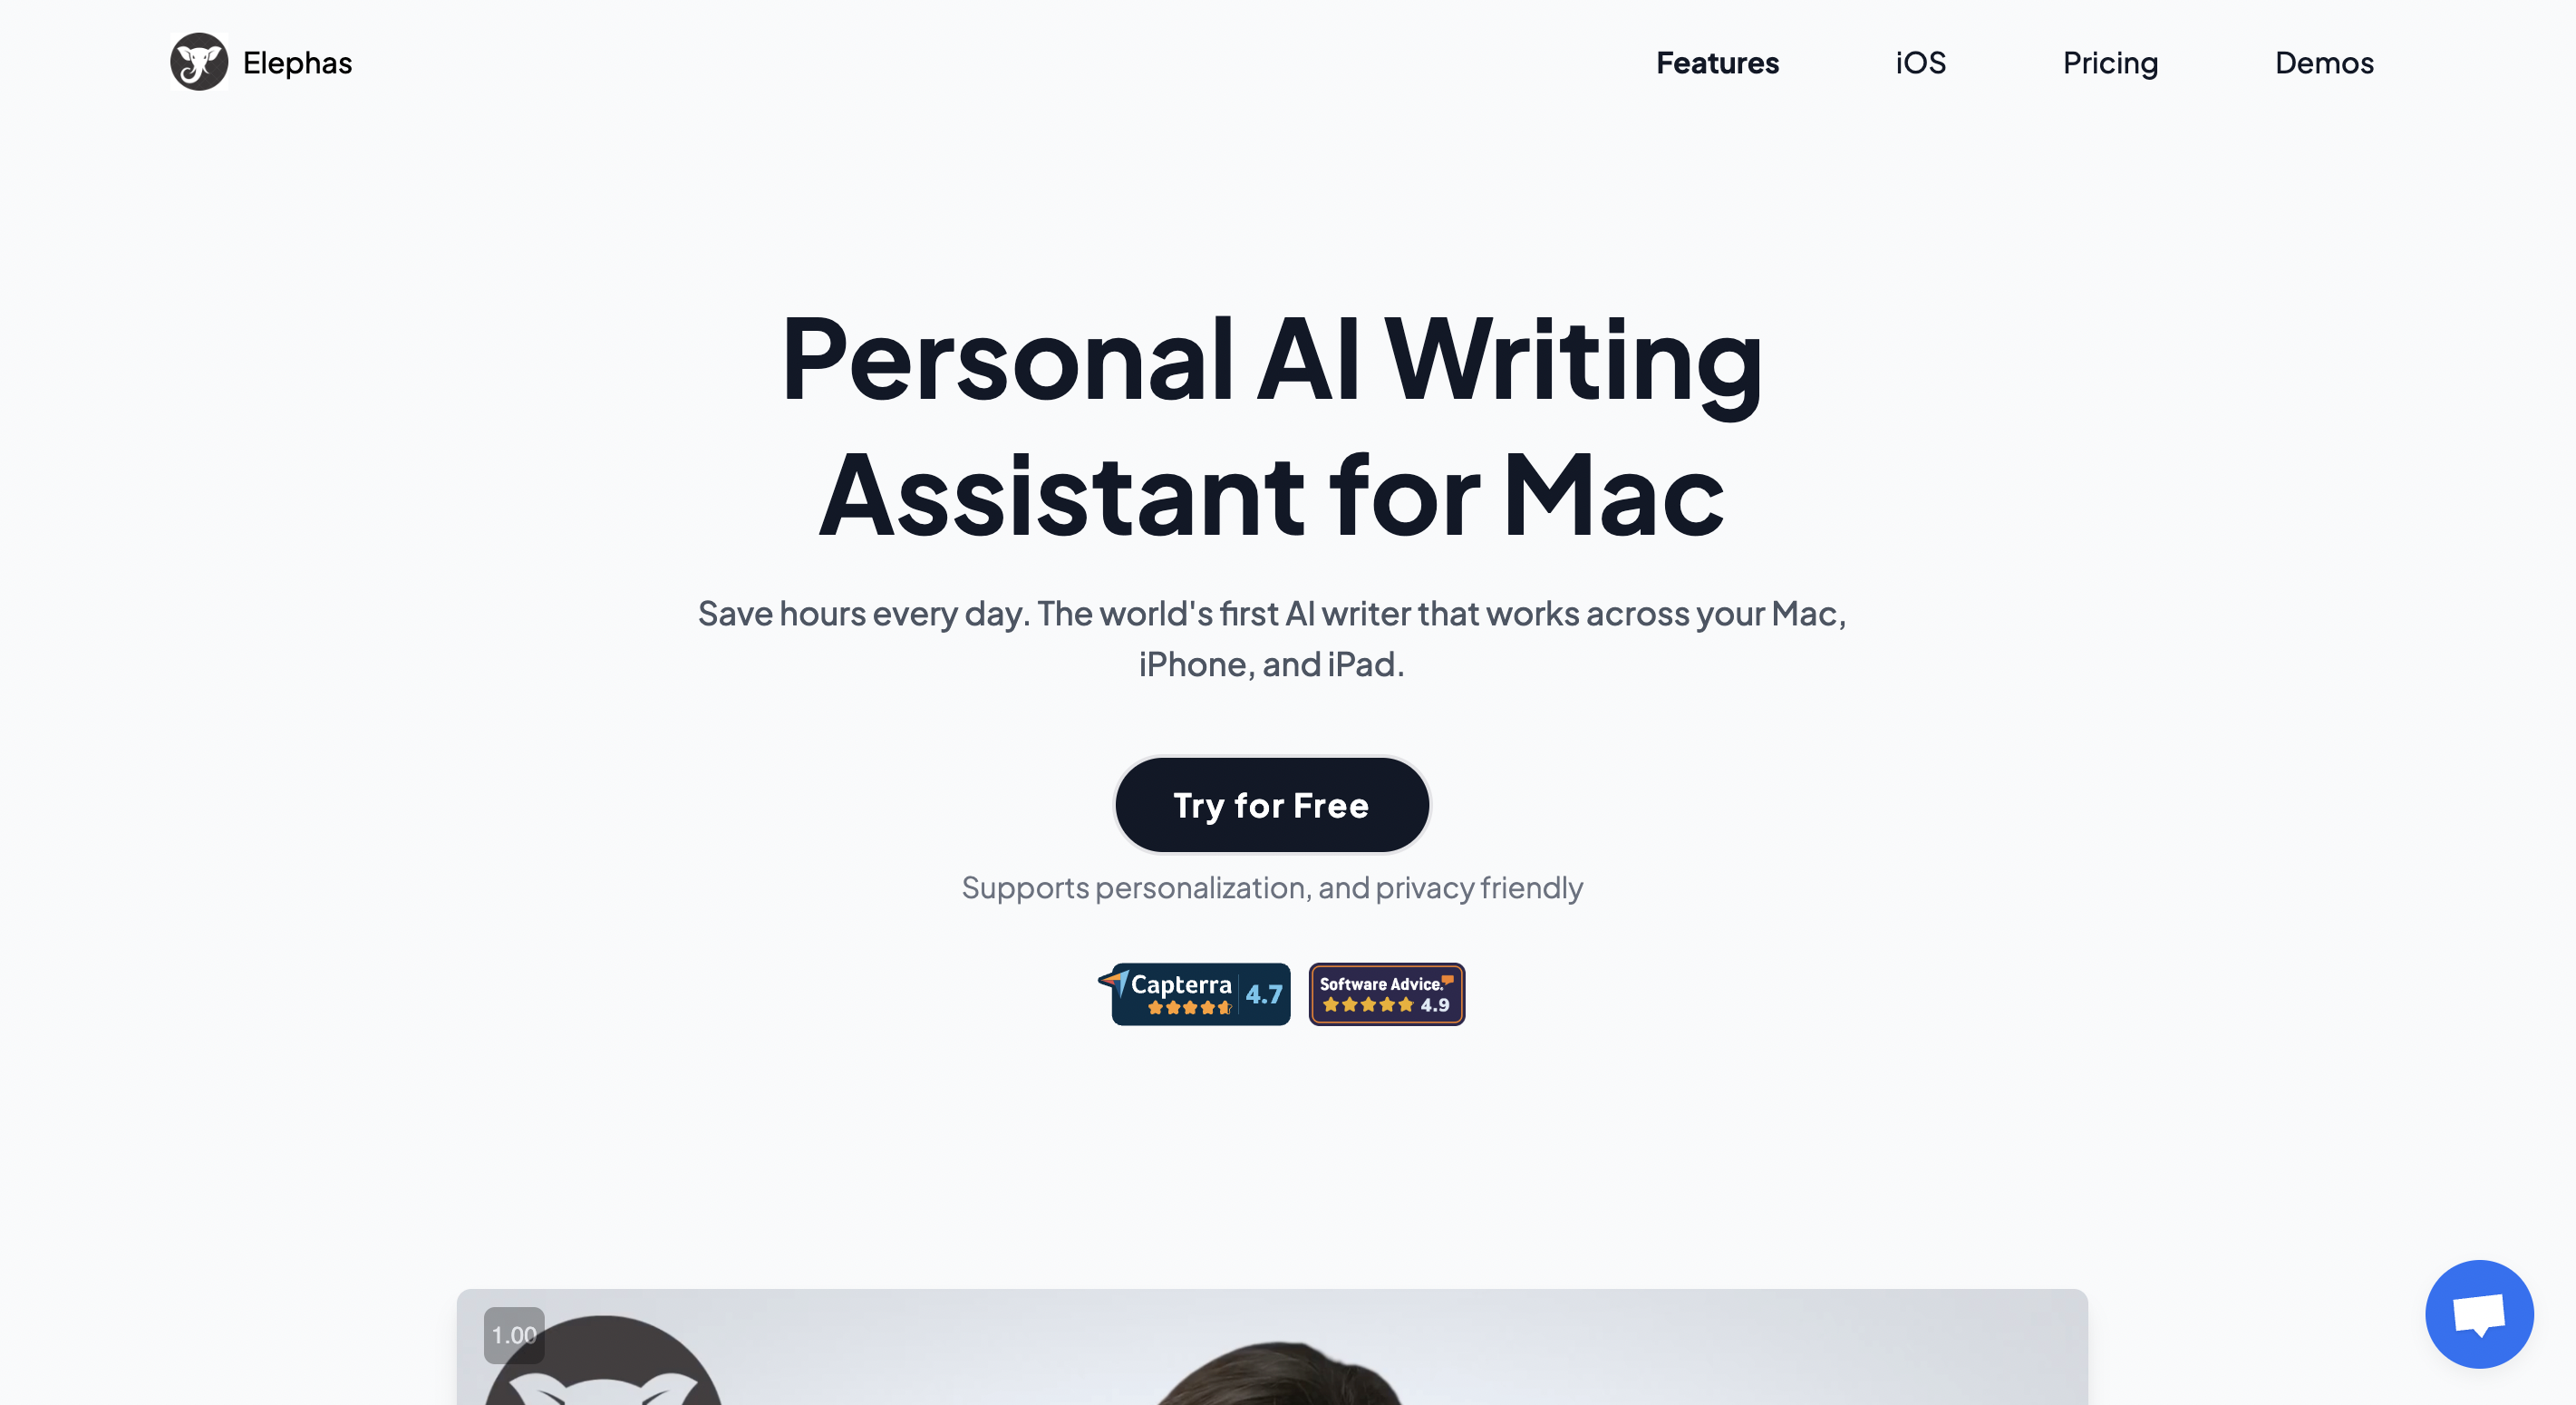 Elephas
Features
iOS
Pricing
Demos
Personal AI Writing
Assistant for Mac
Save hours every day. The world's first AI writer that works across your Mac,
iPhone, and iPad.
Try for Free
Supports personalization, and privacy friendly
Capterra
4.7
Software Advice.
4.9
1.00